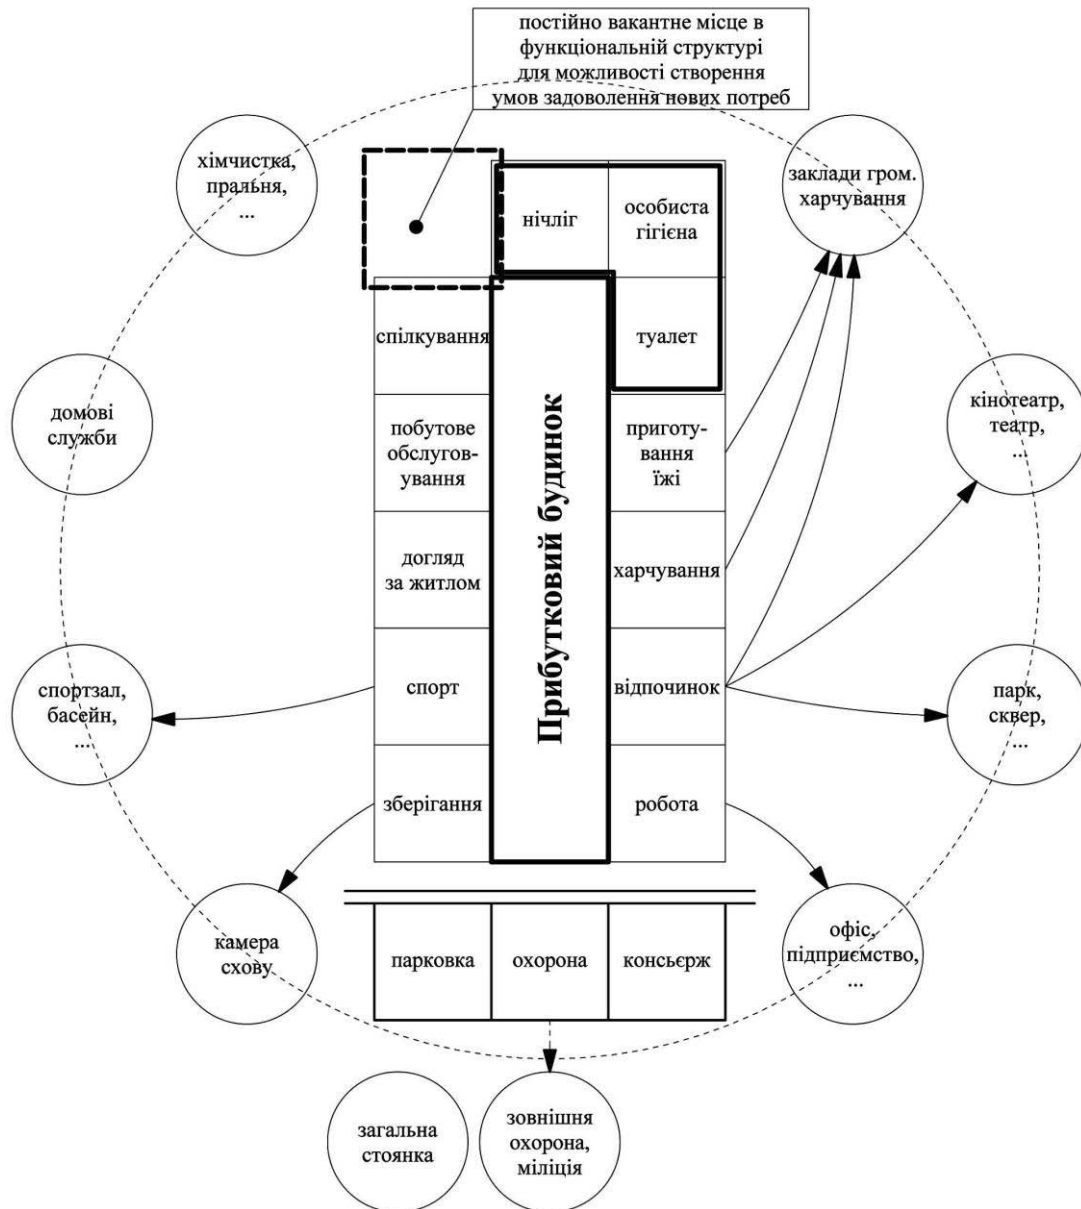 постійно вакантне місце в
функціональній структурі
для можливості створення
умов задоволення нових потреб
хімчистка,
пральня,
...
заклади гром.
харчування
нічліг
особиста
гігієна
спілкування
туалет
домові
служби
побутове
обслугов-
ування
Прибутковий будинок
приготу-
вання
їжі
кінотеатр,
театр,
...
догляд
за житлом
харчування
спортзал,
басейн,
...
спорт
відпочинок
парк,
сквер,
...
зберігання
робота
камера
схову
парковка
охорона
консьєрж
офіс,
підприємство,
...
загальна
стоянка
зовнішня
охорона,
міліція